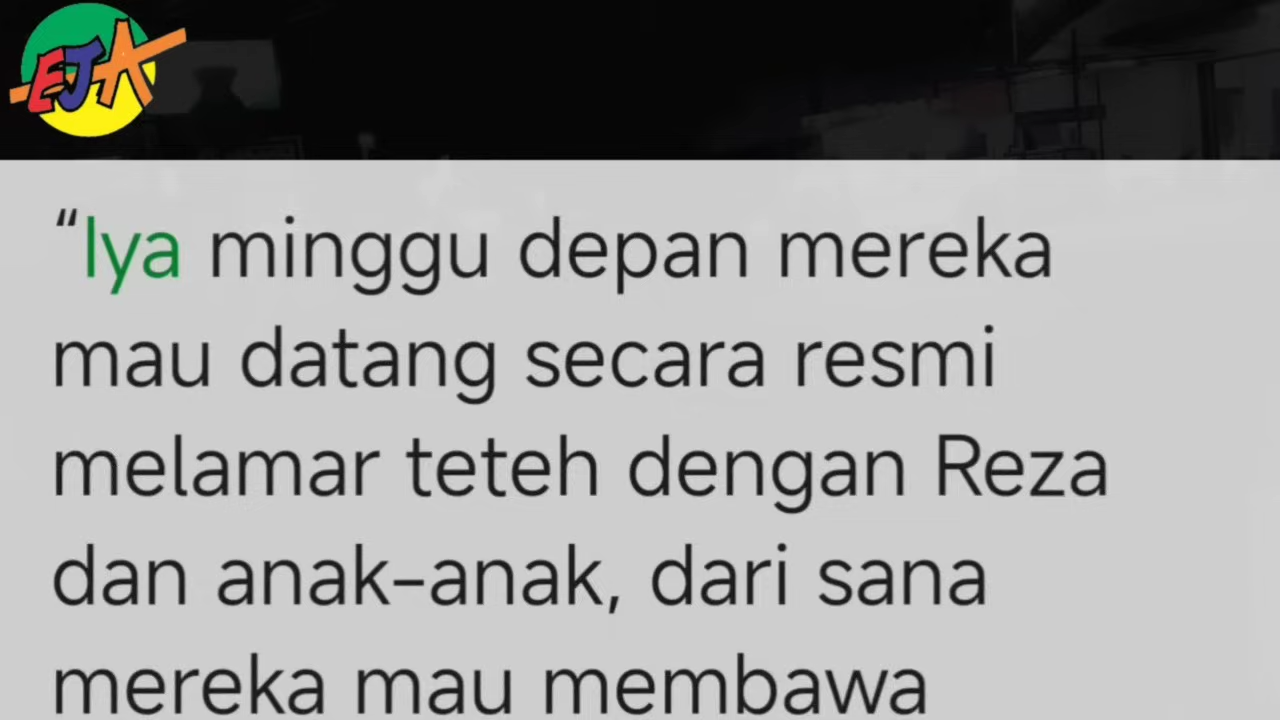 EJA
“Iya minggu depan mereka
mau datang secara resmi
melamar teteh dengan Reza
dan anak-anak, dari sana
mereka mau membawa